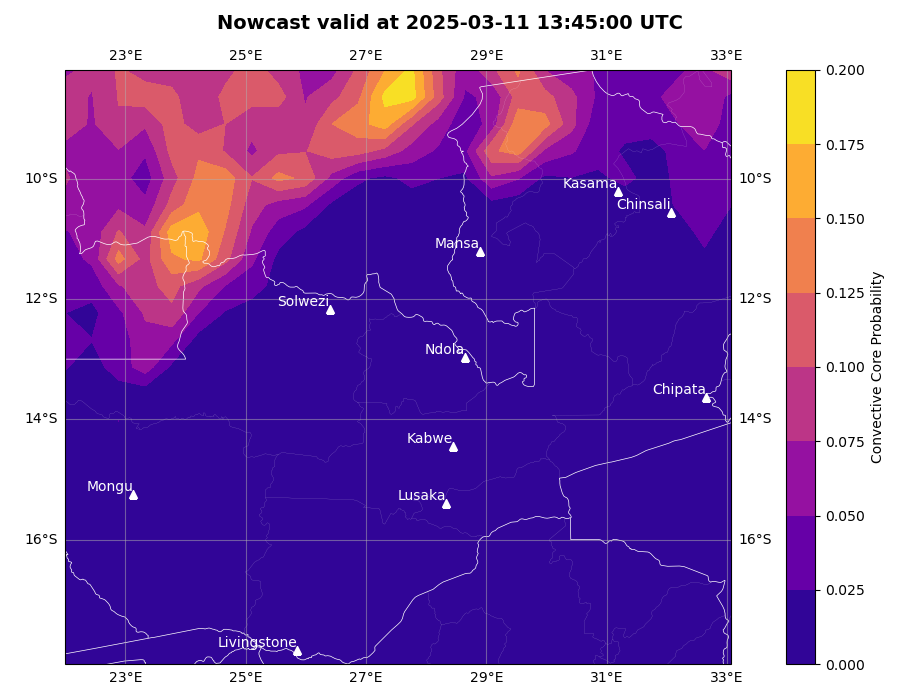 Nowcast valid at 2025-03-11 13:45:00 UTC
23°E 25°E 27°E 29°E 31°E 33°E
0.200
0.175
0.150
0.125
0.100
0.075
0.050
0.025
0.000
Convective Core Probability
10°S 10°S
12°S 12°S
14°S 14°S
16°S 16°S
Kasama
Chinsali
Mansa
Solwezi
Ndola
Chipata
Kabwe
Mongu
Lusaka
Livingstone
23°E 25°E 27°E 29°E 31°E 33°E